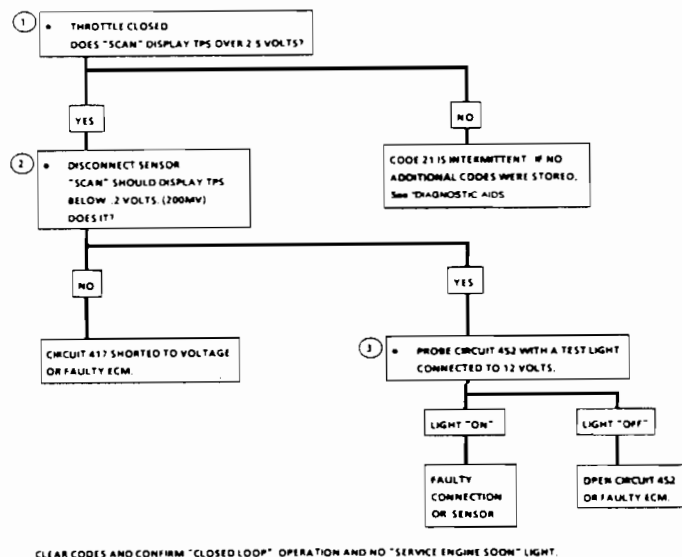 1
• THROTTLE CLOSED
DOES "SCAN" DISPLAY TPS OVER 2 5 VOLTS?
YES
NO
2
• DISCONNECT SENSOR
"SCAN" SHOULD DISPLAY TPS
BELOW .2 VOLTS. (200MV)
DOES IT?
CODE 21 IS INTERMITTENT IF NO
ADDITIONAL CODES WERE STORED,
See "DIAGNOSTIC AIDS
NO
YES
CIRCUIT 417 SHORTED TO VOLTAGE
OR FAULTY ECM.
3
• PROBE CIRCUIT 452 WITH A TEST LIGHT
CONNECTED TO 12 VOLTS.
LIGHT "ON"
LIGHT "OFF"
FAULTY
CONNECTION
OR SENSOR
OPEN CIRCUIT 452
OR FAULTY ECM.
CLEAR CODES AND CONFIRM "CLOSED LOOP" OPERATION AND NO "SERVICE ENGINE SOON" LIGHT.